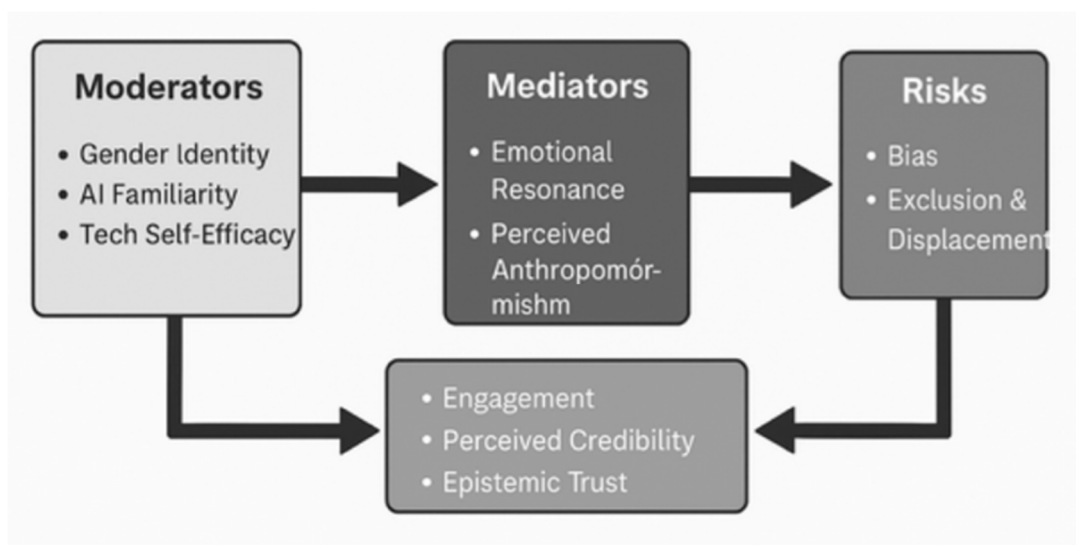 Moderators
• Gender Identity
• AI Familiarity
• Tech Self-Efficacy
Mediators
• Emotional
Resonance
• Perceived
Anthropomór-
mishm
Risks
• Bias
• Exclusion &
Displacement
• Engagement
• Perceived Credibility
• Epistemic Trust